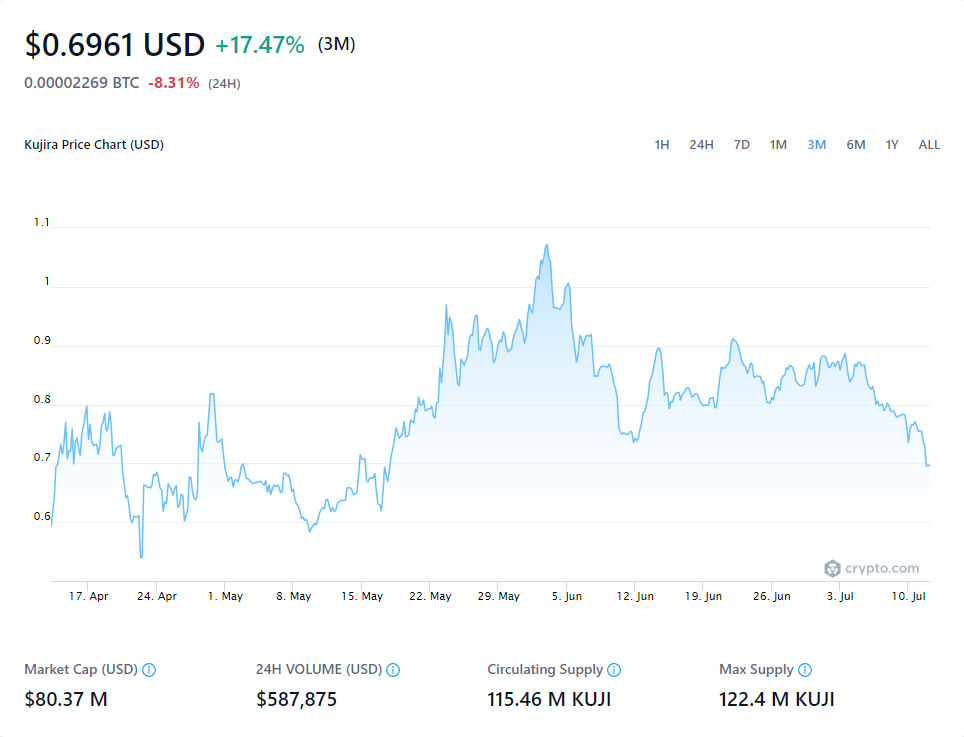 $0.6961 USD +17.47% (3M)
0.00002269 BTC -8.31% (24H)
Kujira Price Chart (USD) 1H 24H 7D 1M 3M 6M 1Y ALL
1.1
1
0.9
0.8
0.7
0.6
crypto.com
17. Apr 24. Apr 1. May 8. May 15. May 22. May 29. May 5. Jun 12. Jun 19. Jun 26. Jun 3. Jul 10. Jul
Market Cap (USD) 24H VOLUME (USD) Circulating Supply Max Supply
$80.37 M $587,875 115.46 M KUJI 122.4 M KUJI